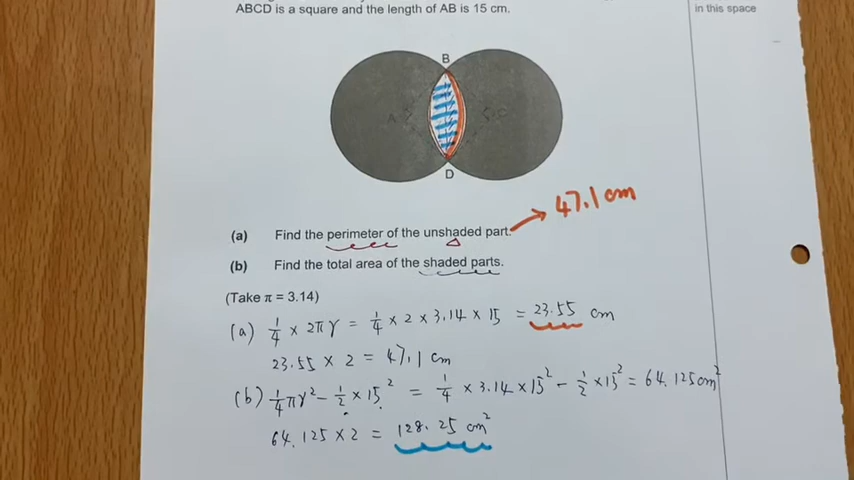 ABCD is a square and the length of AB is 15 cm.
in this space
B
A
C
D
47.1 cm
(a) Find the perimeter of the unshaded part.
(b) Find the total area of the shaded parts.
(Take π = 3.14)
(a) 1/4 × 2πr = 1/4 × 2 × 3.14 × 15 = 23.55 cm
23.55 × 2 = 47.1 cm
(b) 1/4 πr² - 1/2 × 15² = 1/4 × 3.14 × 15² - 1/2 × 15² = 64.125 cm²
64.125 × 2 = 128.25 cm²